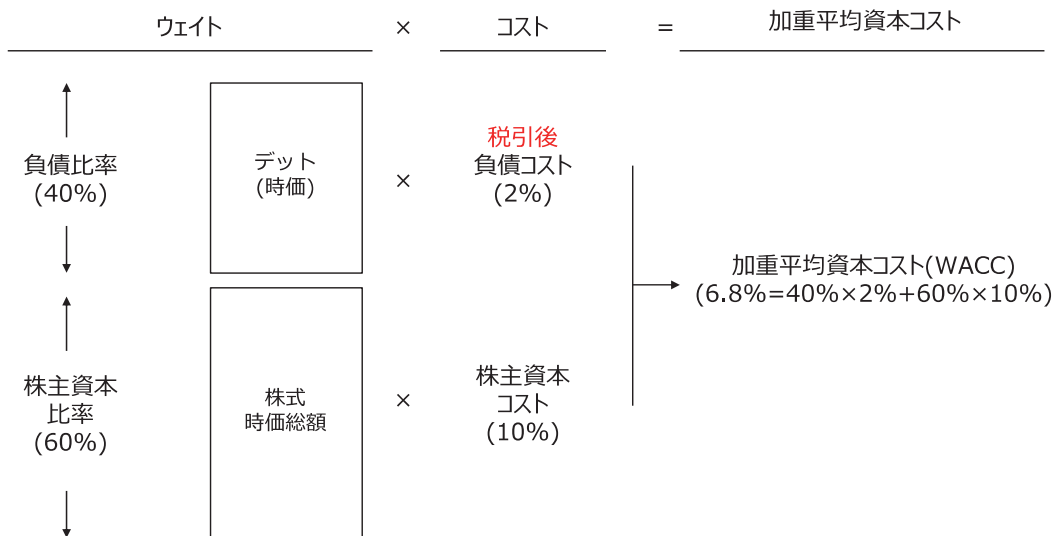 ウェイト × コスト = 加重平均資本コスト
負債比率
(40%)
デット
(時価)
×
税引後
負債コスト
(2%)
加重平均資本コスト(WACC)
(6.8%=40%×2%+60%×10%)
株主資本
比率
(60%)
株式
時価総額
×
株主資本
コスト
(10%)